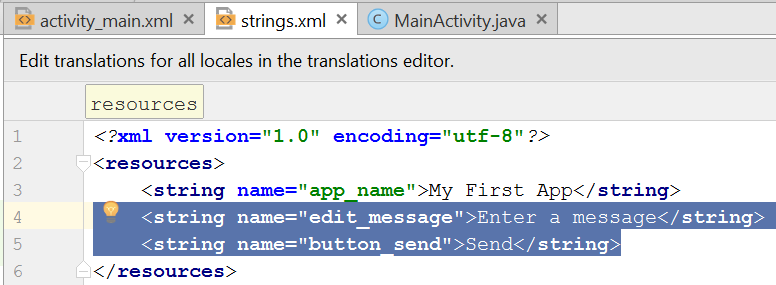 activity_main.xml strings.xml MainActivity.java
Edit translations for all locales in the translations editor.
resources
1 <?xml version="1.0" encoding="utf-8"?>
2 <resources>
3 <string name="app_name">My First App</string>
4 <string name="edit_message">Enter a message</string>
5 <string name="button_send">Send</string>
6 </resources>